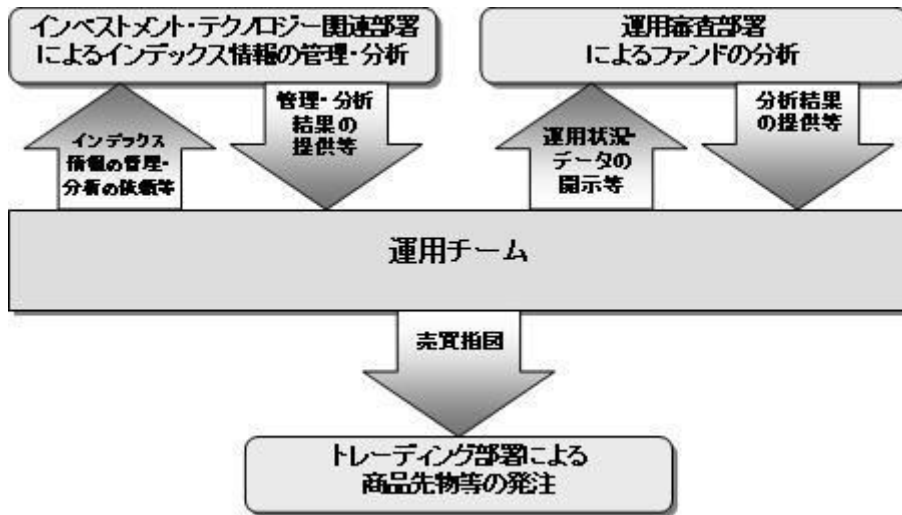 インベストメント・テクノロジー関連部署
によるインデックス情報の管理・分析
運用審査部署
によるファンドの分析
インデックス
情報の管理・
分析の依頼等
管理・分析
結果の
提供等
運用状況・
データの
開示等
分析結果
の提供等
運用チーム
売買指図
トレーディング部署による
商品先物等の発注